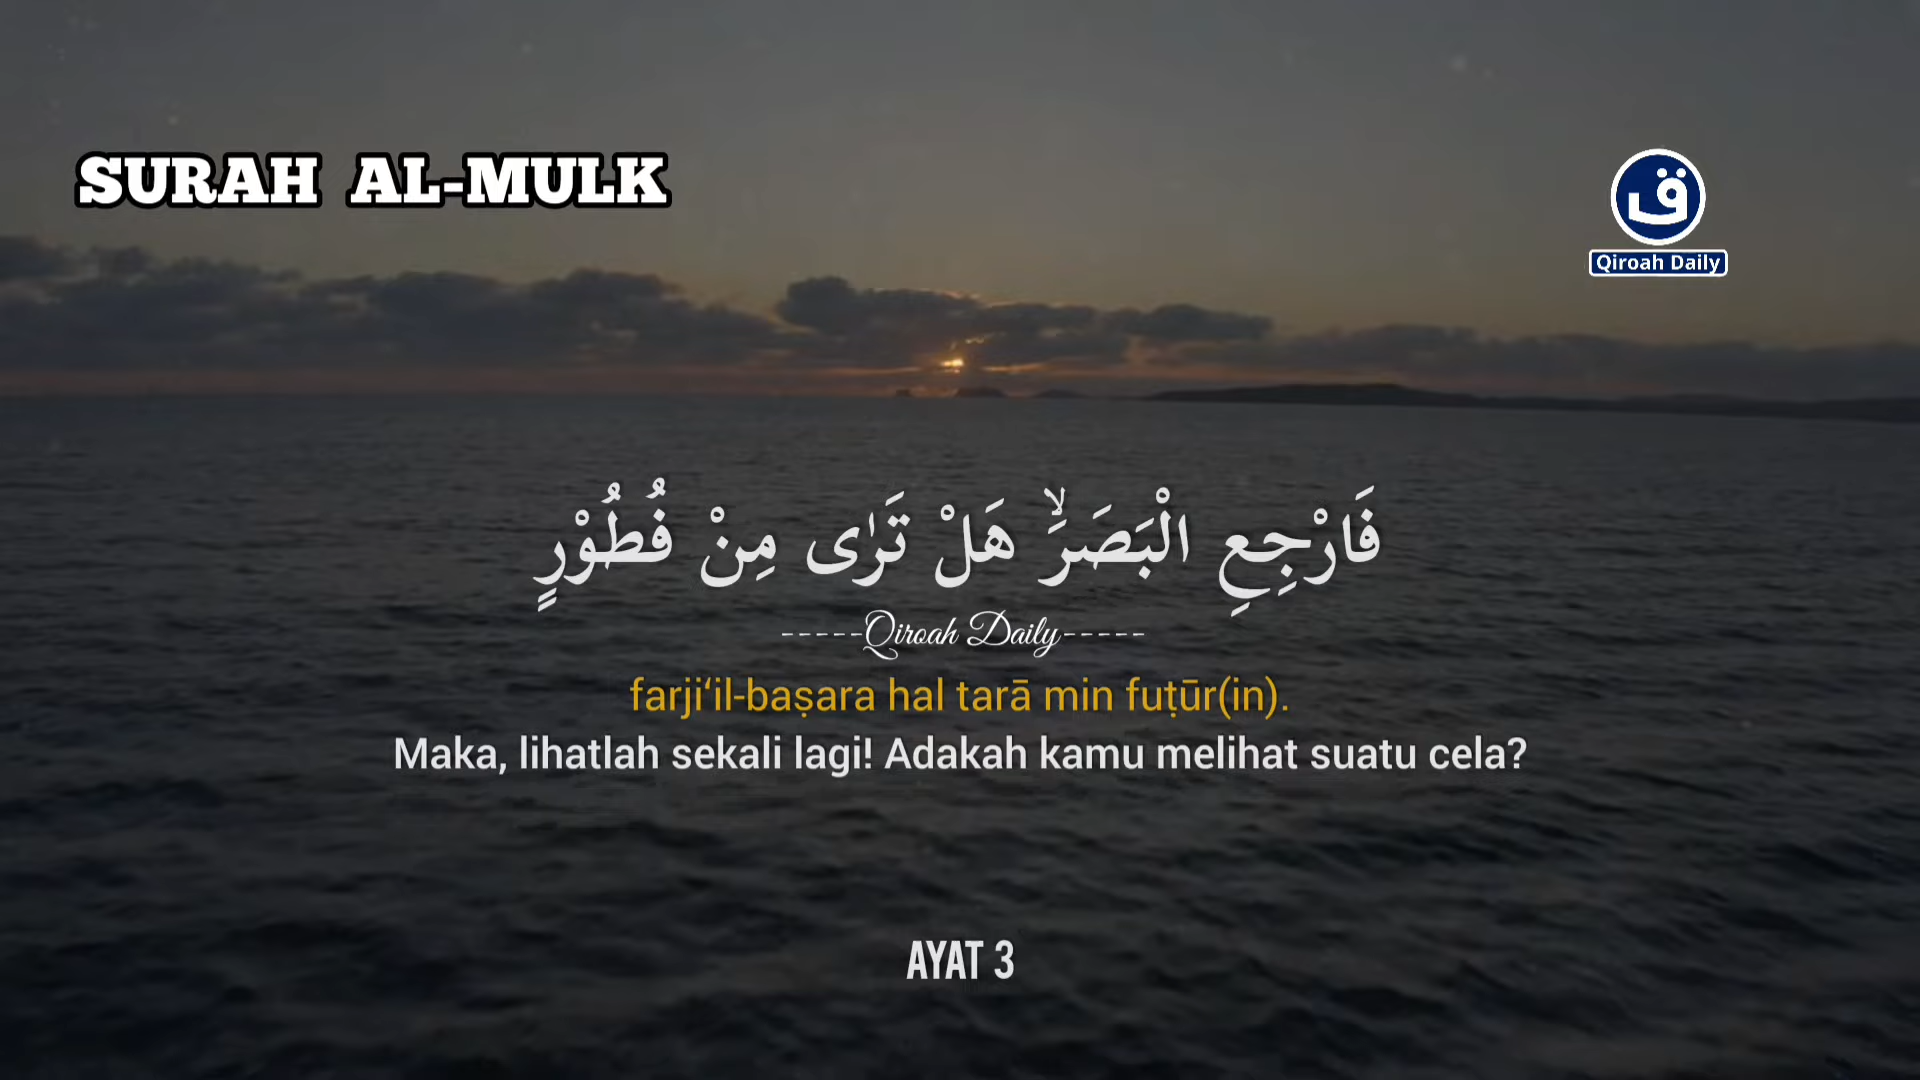 SURAH AL-MULK
ق
Qiroah Daily
فَارْجِعِ الْبَصَرَۙ هَلْ تَرٰى مِنْ فُطُوْرٍ
-----Qiroah Daily-----
farji‘il-baṣara hal tarā min fuṭūr(in).
Maka, lihatlah sekali lagi! Adakah kamu melihat suatu cela?
AYAT 3